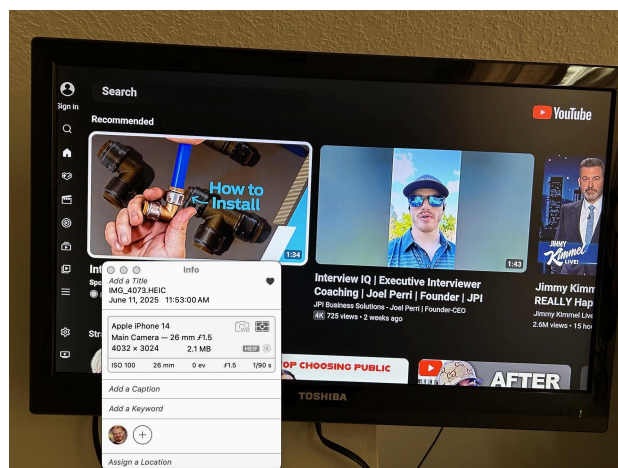 Search
Sign in
YouTube
Recommended
How to
Install
1:34
1:43
JIMMY
Kimmel
LIVE!
Int
Spo
Interview IQ | Executive Interviewer
Coaching | Joel Perri | Founder | JPI
JPI Business Solutions - Joel Perri - Founder-CEO
4K 725 views • 2 weeks ago
Jimmy Kimm
REALLY Hap
Jimmy Kimmel Live
2.6M views • 15 hou
Info
Add a Title
IMG_4073.HEIC
June 11, 2025 11:53:00 AM
Apple iPhone 14
Main Camera — 26 mm ƒ1.5
4032 × 3024 2.1 MB HEIF
ISO 100 26 mm 0 ev ƒ1.5 1/90 s
Add a Caption
Add a Keyword
Assign a Location
Stra
OP CHOOSING PUBLIC
AFTER
TOSHIBA